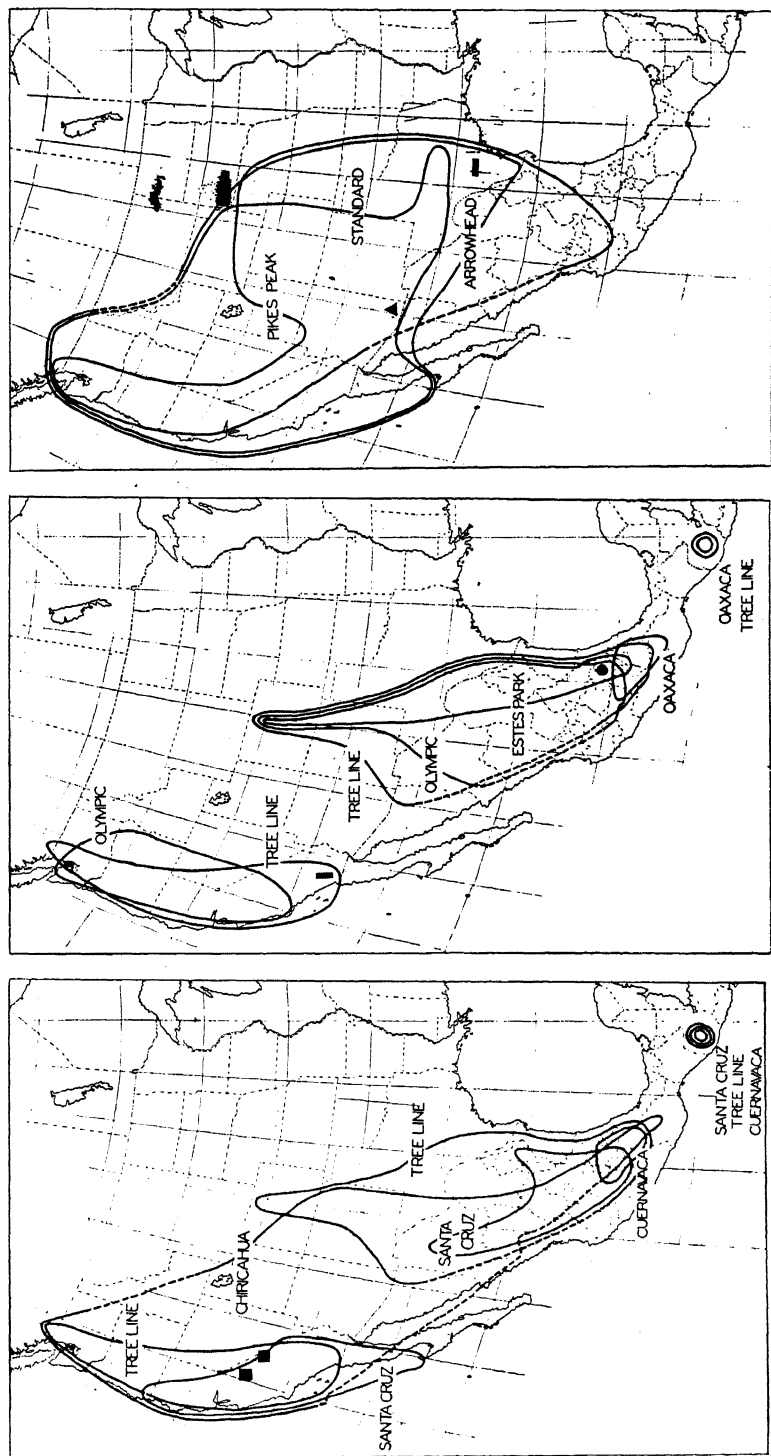 STANDARD
PIKES PEAK
ARROWHEAD
OLYMPIC
TREE LINE
TREE LINE
OLYMPIC
ESTES PARK
OAXACA
OAXACA
TREE LINE
TREE LINE
CHIRICAHUA
TREE LINE
SANTA CRUZ
SANTA
CRUZ
CUERNAVACA
SANTA CRUZ
TREE LINE
CUERNAVACA